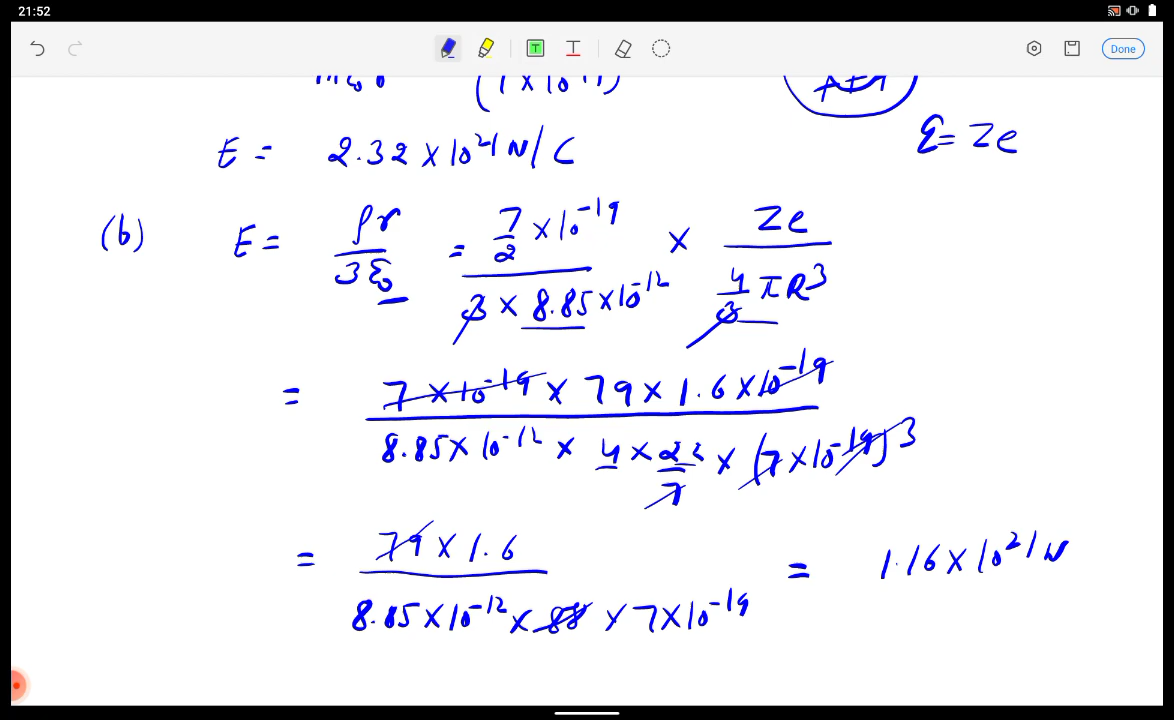 21:52
Done
E = 2.32 × 10^21 N/C
Q = Ze
(b) E = ρr / 3ε₀ = 7/2 × 10^-19 / 3 × 8.85 × 10^-12 × Ze / 4/3 πR^3
= 7 × 10^-19 × 79 × 1.6 × 10^-19 / 8.85 × 10^-12 × 4 × 22/7 × (7 × 10^-19)^3
= 79 × 1.6 / 8.85 × 10^-12 × 88 × 7 × 10^-19 = 1.16 × 10^21 N